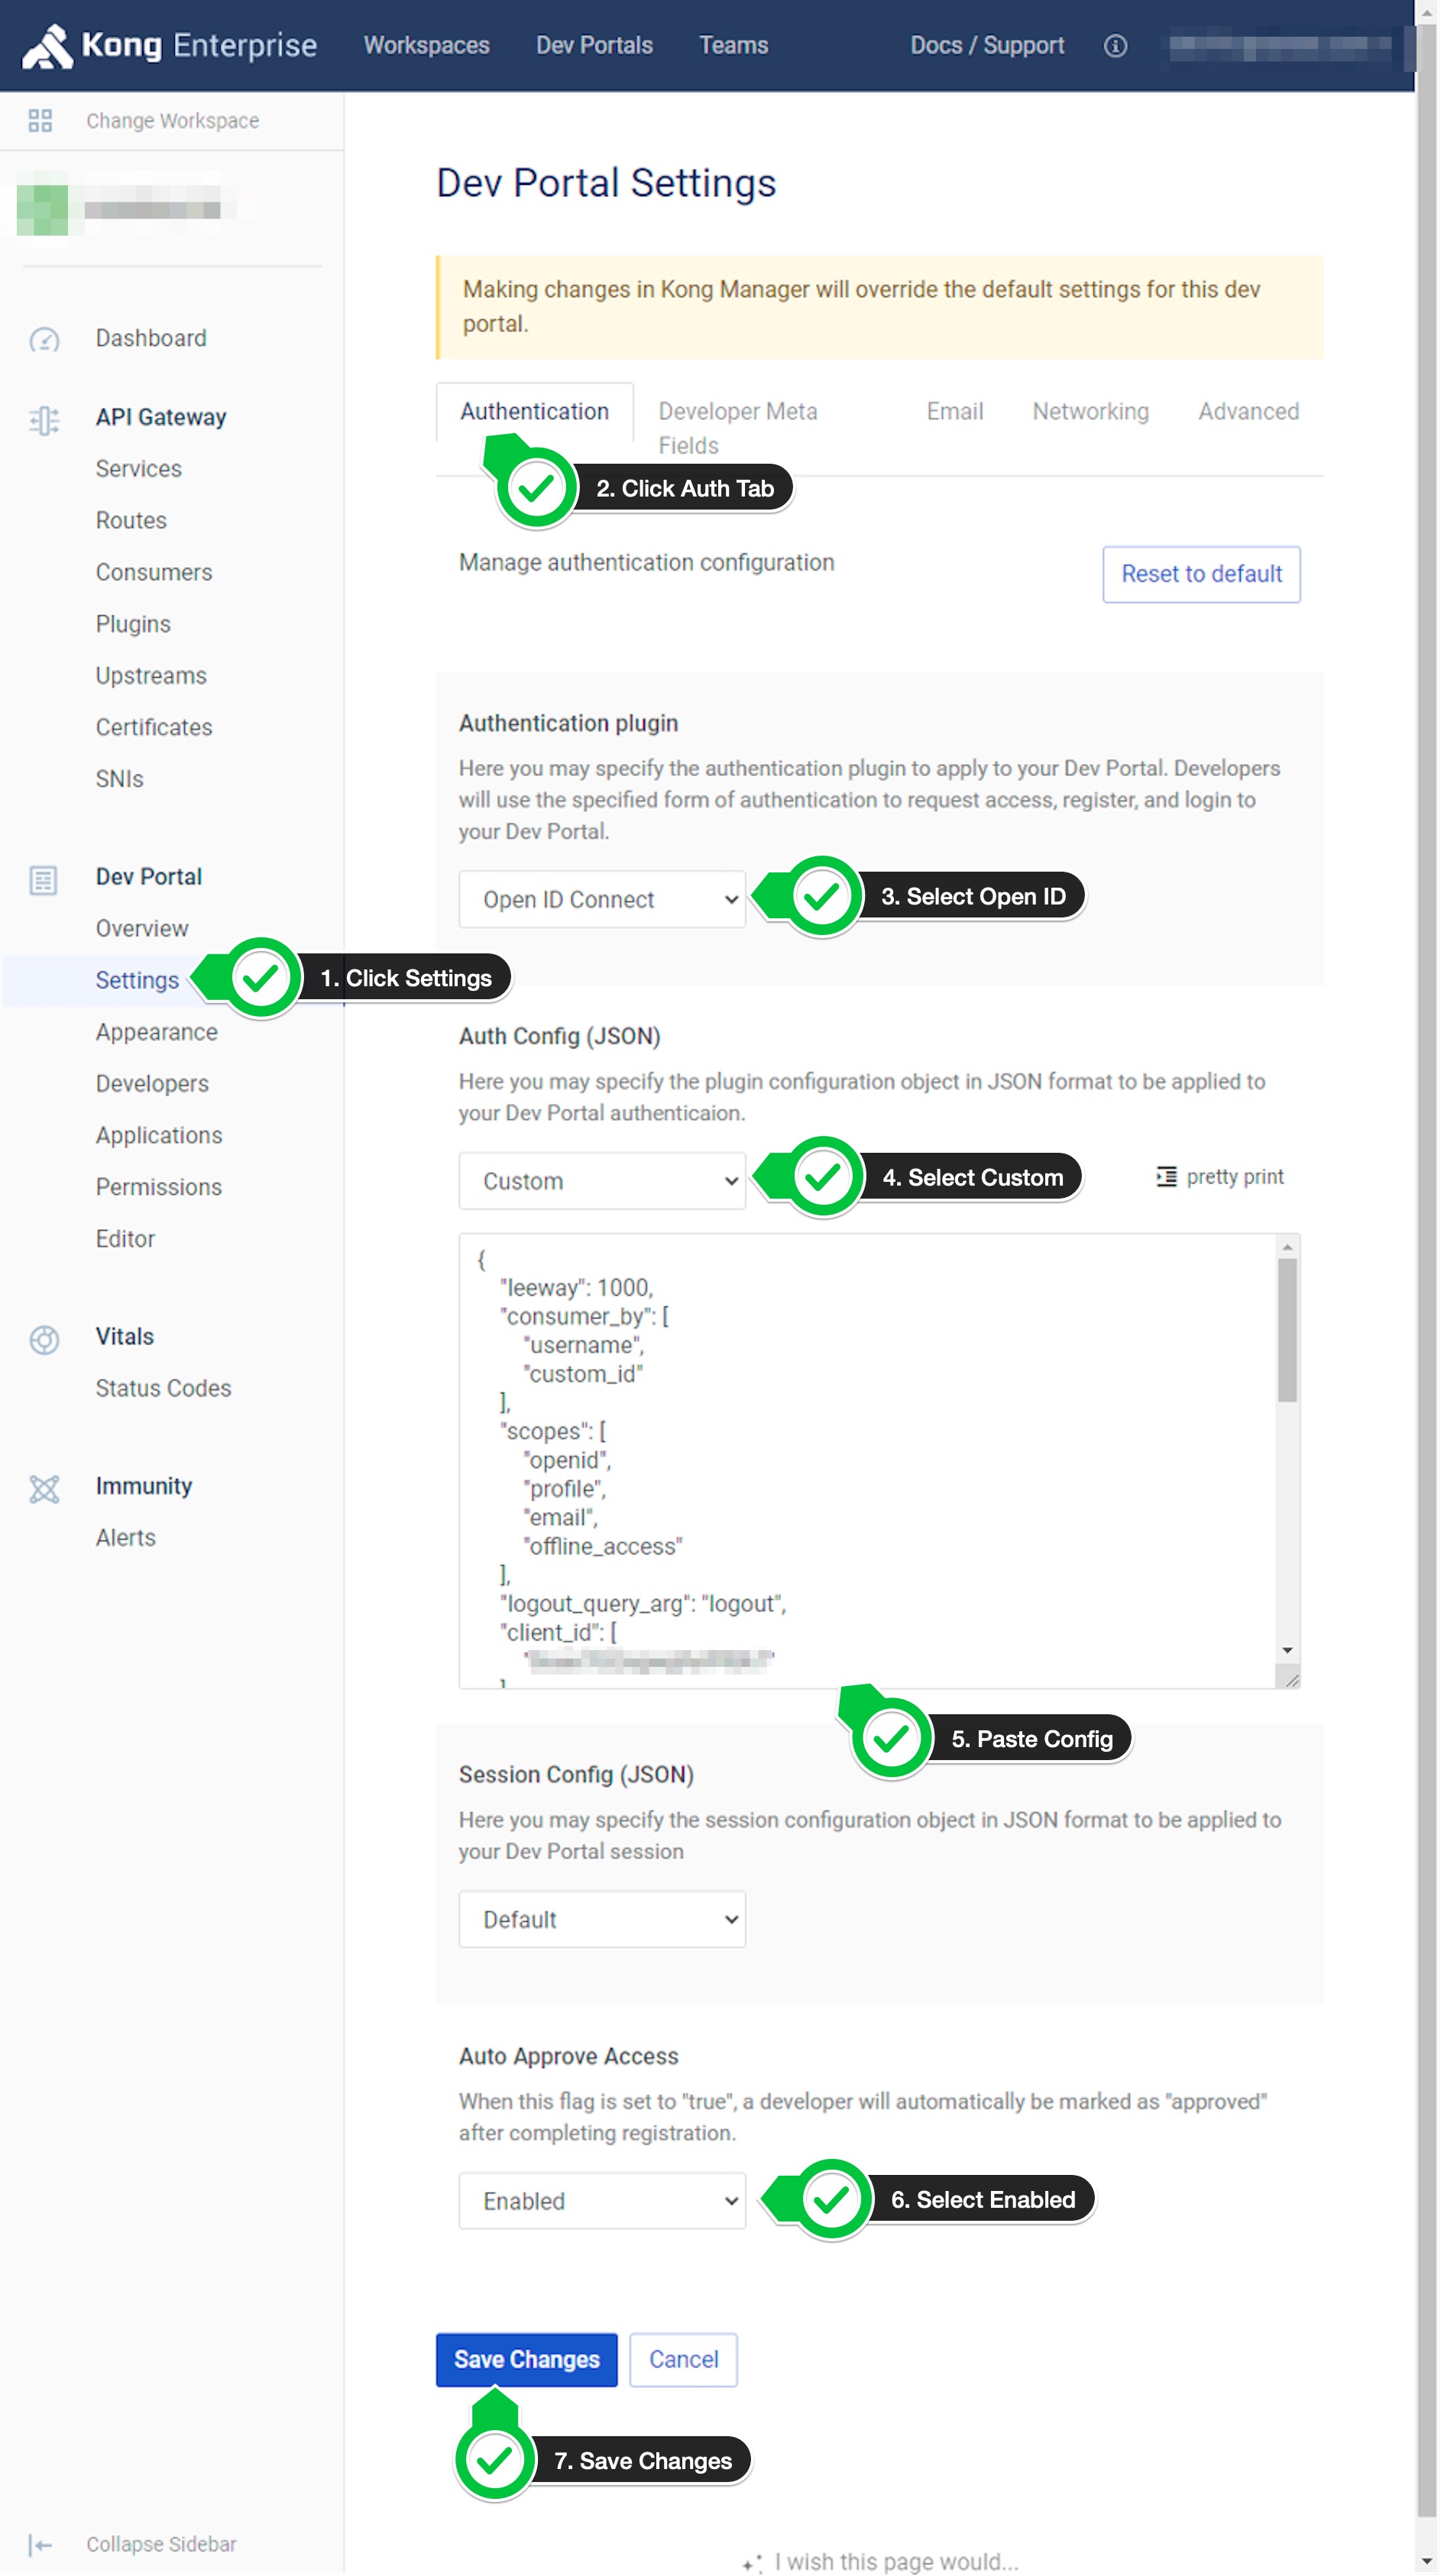 Kong Enterprise
Workspaces
Dev Portals
Teams
Docs / Support
Change Workspace
Dashboard
API Gateway
Services
Routes
Consumers
Plugins
Upstreams
Certificates
SNIs
Dev Portal
Overview
Settings
1. Click Settings
Appearance
Developers
Applications
Permissions
Editor
Vitals
Status Codes
Immunity
Alerts
Collapse Sidebar
Dev Portal Settings
Making changes in Kong Manager will override the default settings for this dev
portal.
Authentication
Developer Meta
Fields
Email
Networking
Advanced
2. Click Auth Tab
Manage authentication configuration
Reset to default
Authentication plugin
Here you may specify the authentication plugin to apply to your Dev Portal. Developers
will use the specified form of authentication to request access, register, and login to
your Dev Portal.
Open ID Connect
3. Select Open ID
Auth Config (JSON)
Here you may specify the plugin configuration object in JSON format to be applied to
your Dev Portal authenticaion.
Custom
4. Select Custom
pretty print
{
"leeway": 1000,
"consumer_by": [
"username",
"custom_id"
],
"scopes": [
"openid",
"profile",
"email",
"offline_access"
],
"logout_query_arg": "logout",
"client_id": [
]
5. Paste Config
Session Config (JSON)
Here you may specify the session configuration object in JSON format to be applied to
your Dev Portal session
Default
Auto Approve Access
When this flag is set to "true", a developer will automatically be marked as "approved"
after completing registration.
Enabled
6. Select Enabled
Save Changes
Cancel
7. Save Changes
I wish this page would...